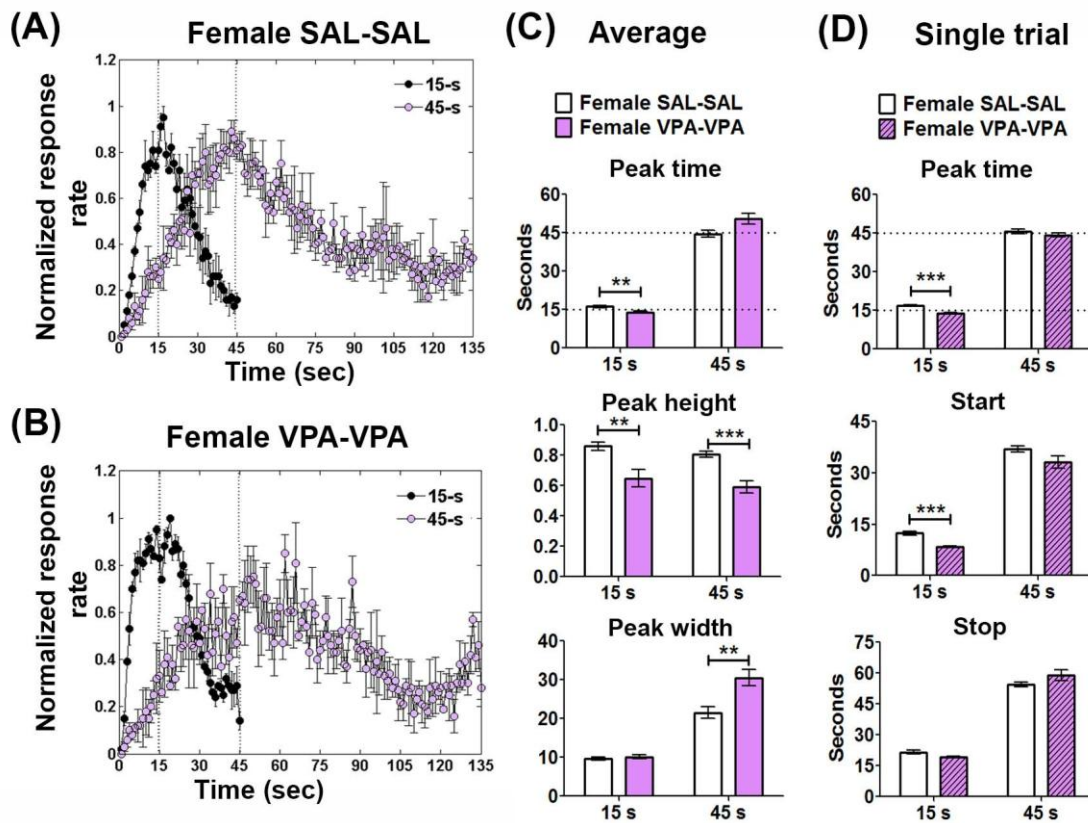 (A)
Female SAL-SAL
Normalized response
rate
1.2
1
0.8
0.6
0.4
0.2
0
15-s
45-s
0 15 30 45 60 75 90 105 120 135
Time (sec)
(B)
Female VPA-VPA
Normalized response
rate
1.2
1
0.8
0.6
0.4
0.2
0
15-s
45-s
0 15 30 45 60 75 90 105 120 135
Time (sec)
(C) Average
Female SAL-SAL
Female VPA-VPA
Peak time
Seconds
60
45
30
15
0
**
15 s 45 s
Peak height
1.0
0.8
0.6
0.4
0.2
0.0
**
***
15 s 45 s
Peak width
40
30
20
10
0
**
15 s 45 s
(D) Single trial
Female SAL-SAL
Female VPA-VPA
Peak time
Seconds
60
45
30
15
0
***
15 s 45 s
Start
Seconds
45
30
15
0
***
15 s 45 s
Stop
Seconds
75
60
45
30
15
0
15 s 45 s